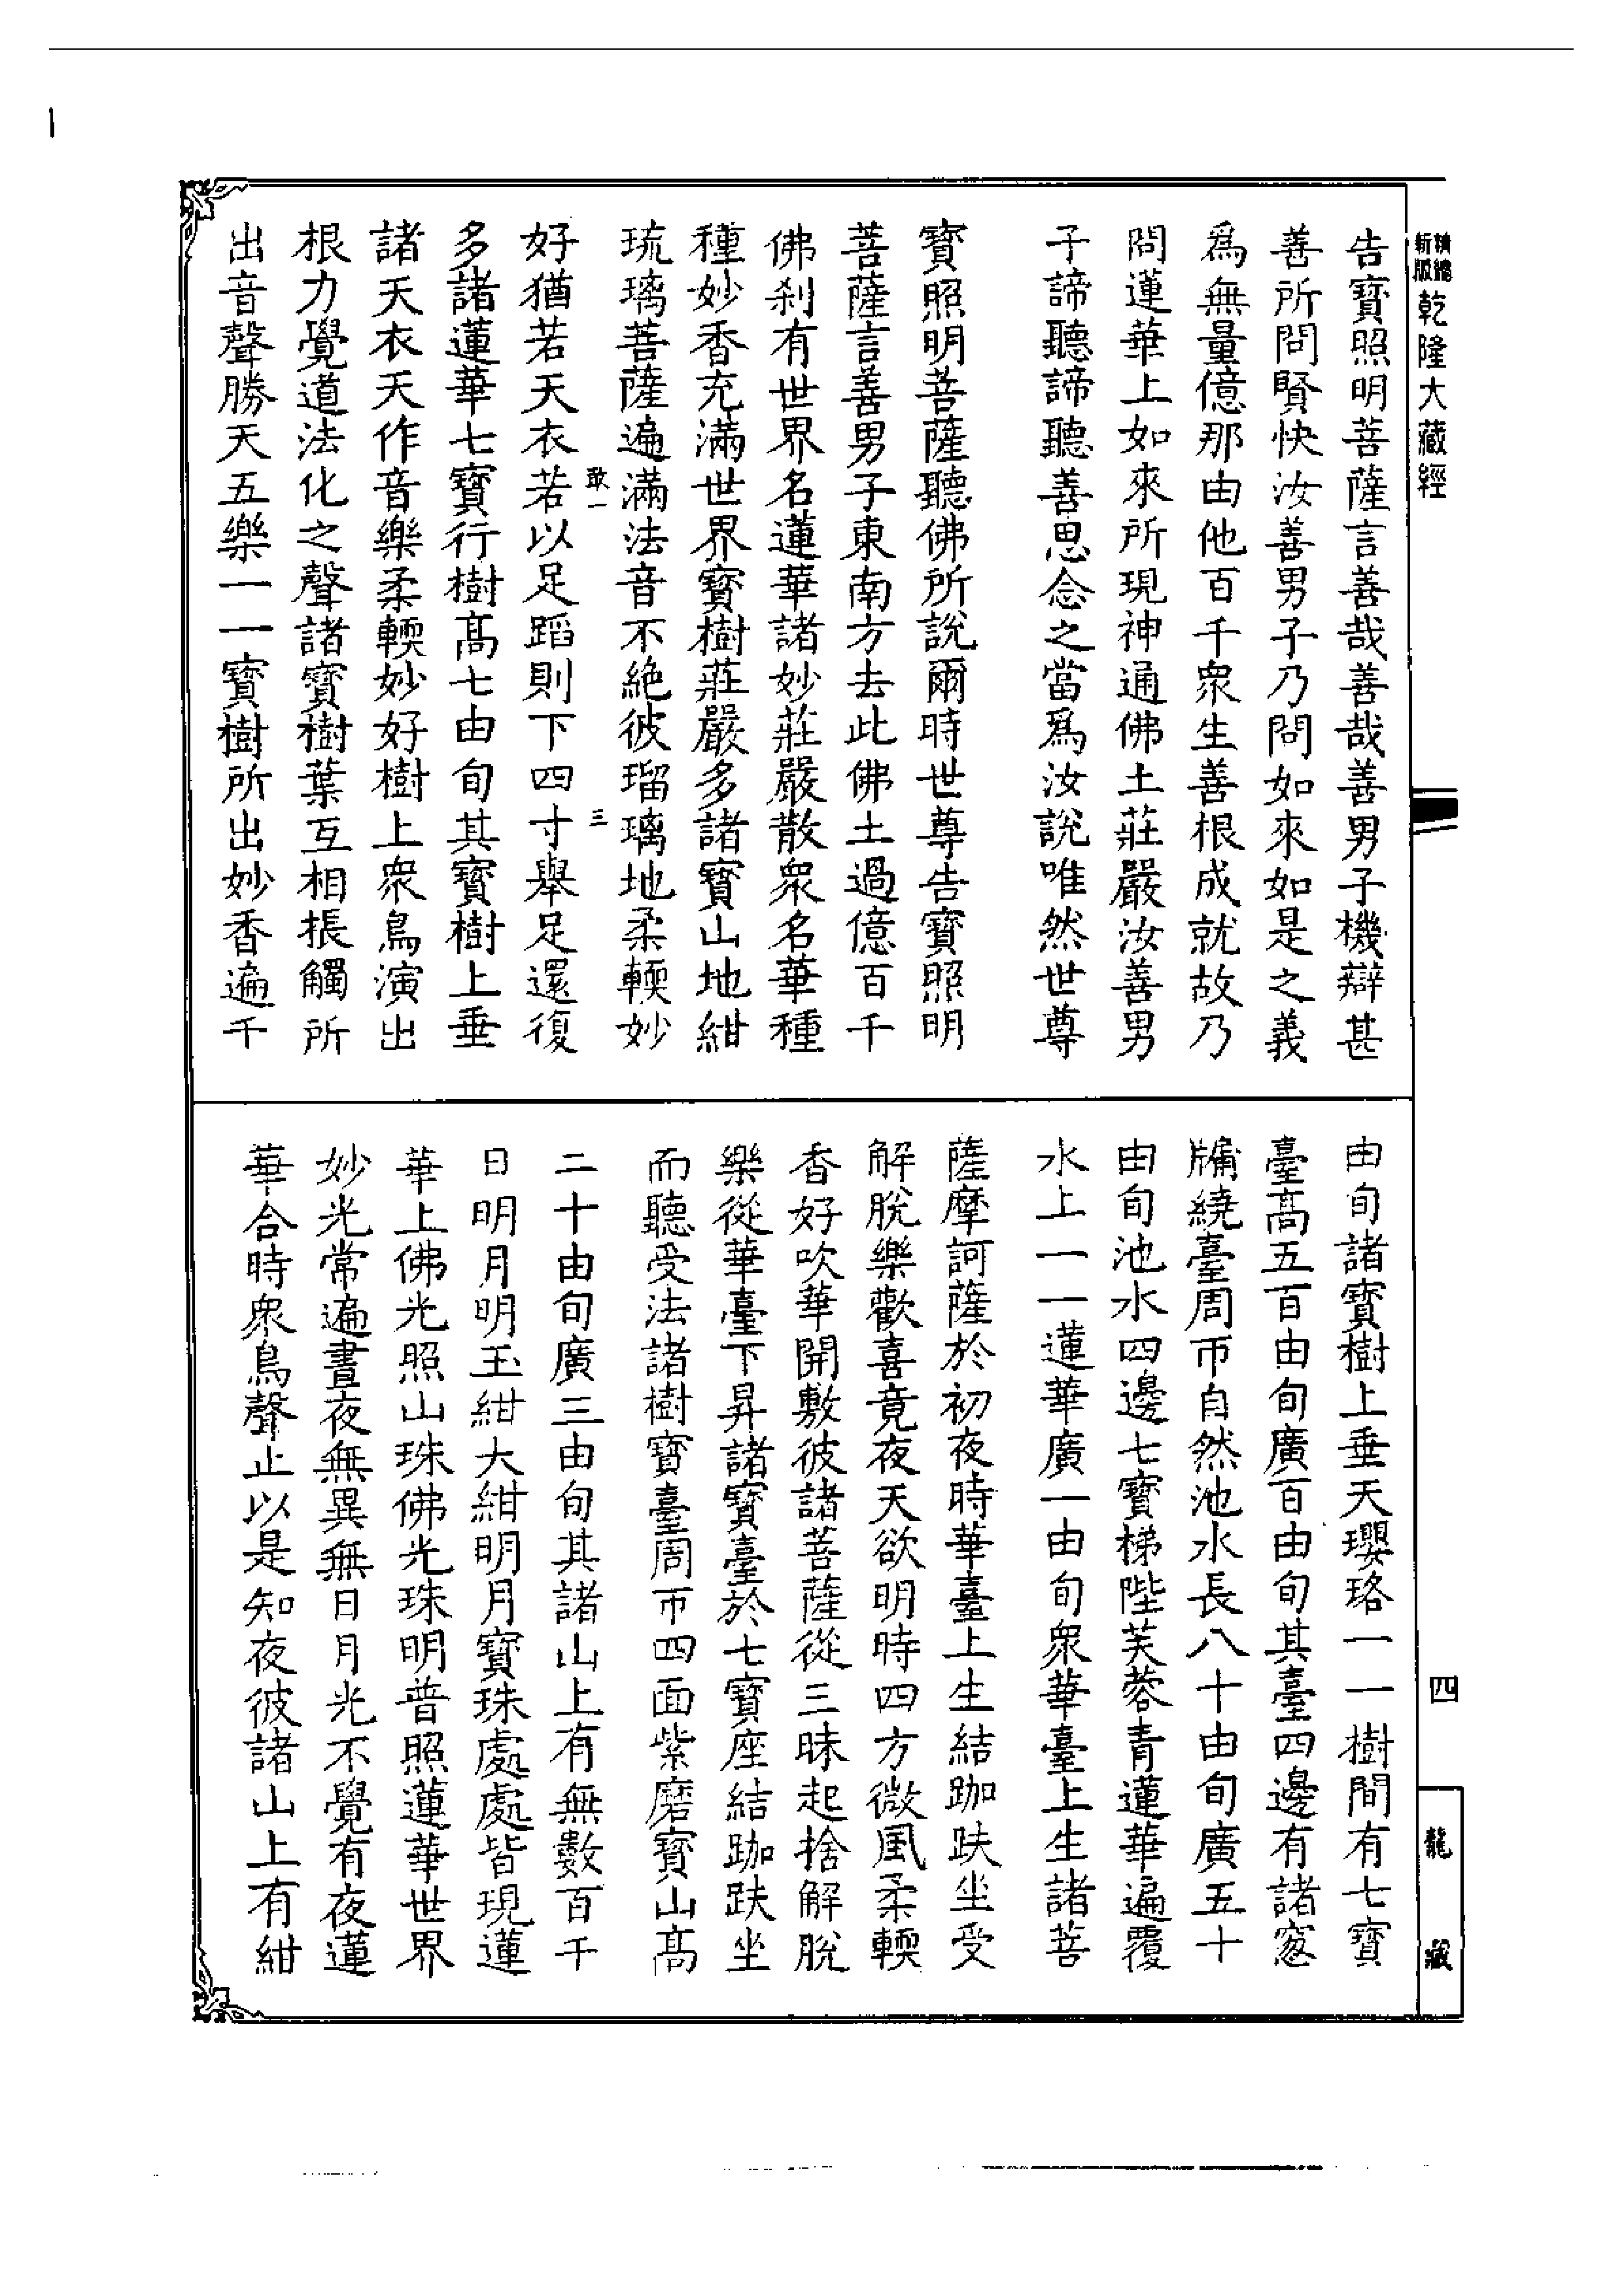 精縮新版乾隆大藏經
告寶照明菩薩言善哉善哉善男子機辯甚
善所問賢快汝善男子乃問如來如是之義
爲無量億那由他百千眾生善根成就故乃
問蓮華上如來所現神通佛土莊嚴汝善男
子諦聽諦聽善思念之當爲汝說唯然世尊
寶照明菩薩聽佛所說爾時世尊告寶照明
菩薩言善男子東南方去此佛土過億百千
佛剎有世界名蓮華諸妙莊嚴散眾名華種
種妙香充滿世界寶樹莊嚴多諸寶山地紺
琉璃菩薩遍滿法音不絕彼瑠璃地柔輭妙
敢一 三
好猶若天衣若以足蹈則下四寸舉足還復
多諸蓮華七寶行樹高七由旬其寶樹上垂
諸天衣天作音樂柔輭妙好樹上眾鳥演出
根力覺道法化之聲諸寶樹葉互相棖觸所
出音聲勝天五樂一一寶樹所出妙香遍千
由旬諸寶樹上垂天瓔珞一一樹間有七寶
臺高五百由旬廣百由旬其臺四邊有諸窓
牖繞臺周帀自然池水長八十由旬廣五十
由旬池水四邊七寶梯陛芙蓉青蓮華遍覆
水上一一蓮華廣一由旬眾華臺上生諸菩
薩摩訶薩於初夜時華臺上生結跏趺坐受
解脫樂歡喜竟夜天欲明時四方微風柔輭
香好吹華開敷彼諸菩薩從三昧起捨解脫
樂從華臺下昇諸寶臺於七寶座結跏趺坐
而聽受法諸樹寶臺周帀四面紫磨寶山高
二十由旬廣三由旬其諸山上有無數百千
日明月明玉紺大紺明月寶珠處處皆現蓮
華上佛光照山珠佛光珠明普照蓮華世界
妙光常遍晝夜無異無日月光不覺有夜蓮
華合時眾鳥聲止以是知夜彼諸山上有紺
四
龍藏